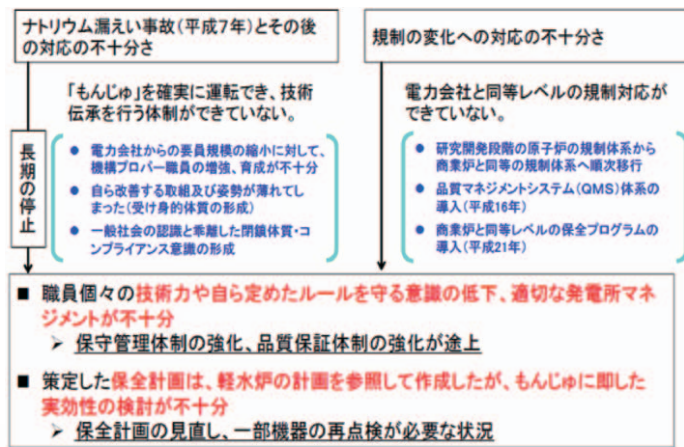 ナトリウム漏えい事故(平成7年)とその後
の対応の不十分さ
「もんじゅ」を確実に運転でき、技術
伝承を行う体制ができていない。
長期の停止
● 電力会社からの要員規模の縮小に対して、
機構プロパー職員の増強、育成が不十分
● 自ら改善する取組及び姿勢が薄れてし
まった(受け身的体質の形成)
● 一般社会の認識と乖離した閉鎖体質・コ
ンプライアンス意識の形成
規制の変化への対応の不十分さ
電力会社と同等レベルの規制対応が
できていない。
● 研究開発段階の原子炉の規制体系から
商業炉と同等の規制体系へ順次移行
● 品質マネジメントシステム(QMS)体系の
導入(平成16年)
● 商業炉と同等レベルの保全プログラムの
導入(平成21年)
■ 職員個々の技術力や自ら定めたルールを守る意識の低下、適切な発電所マネ
ジメントが不十分
➢ 保守管理体制の強化、品質保証体制の強化が途上
■ 策定した保全計画は、軽水炉の計画を参照して作成したが、もんじゅに即した
実効性の検討が不十分
➢ 保全計画の見直し、一部機器の再点検が必要な状況